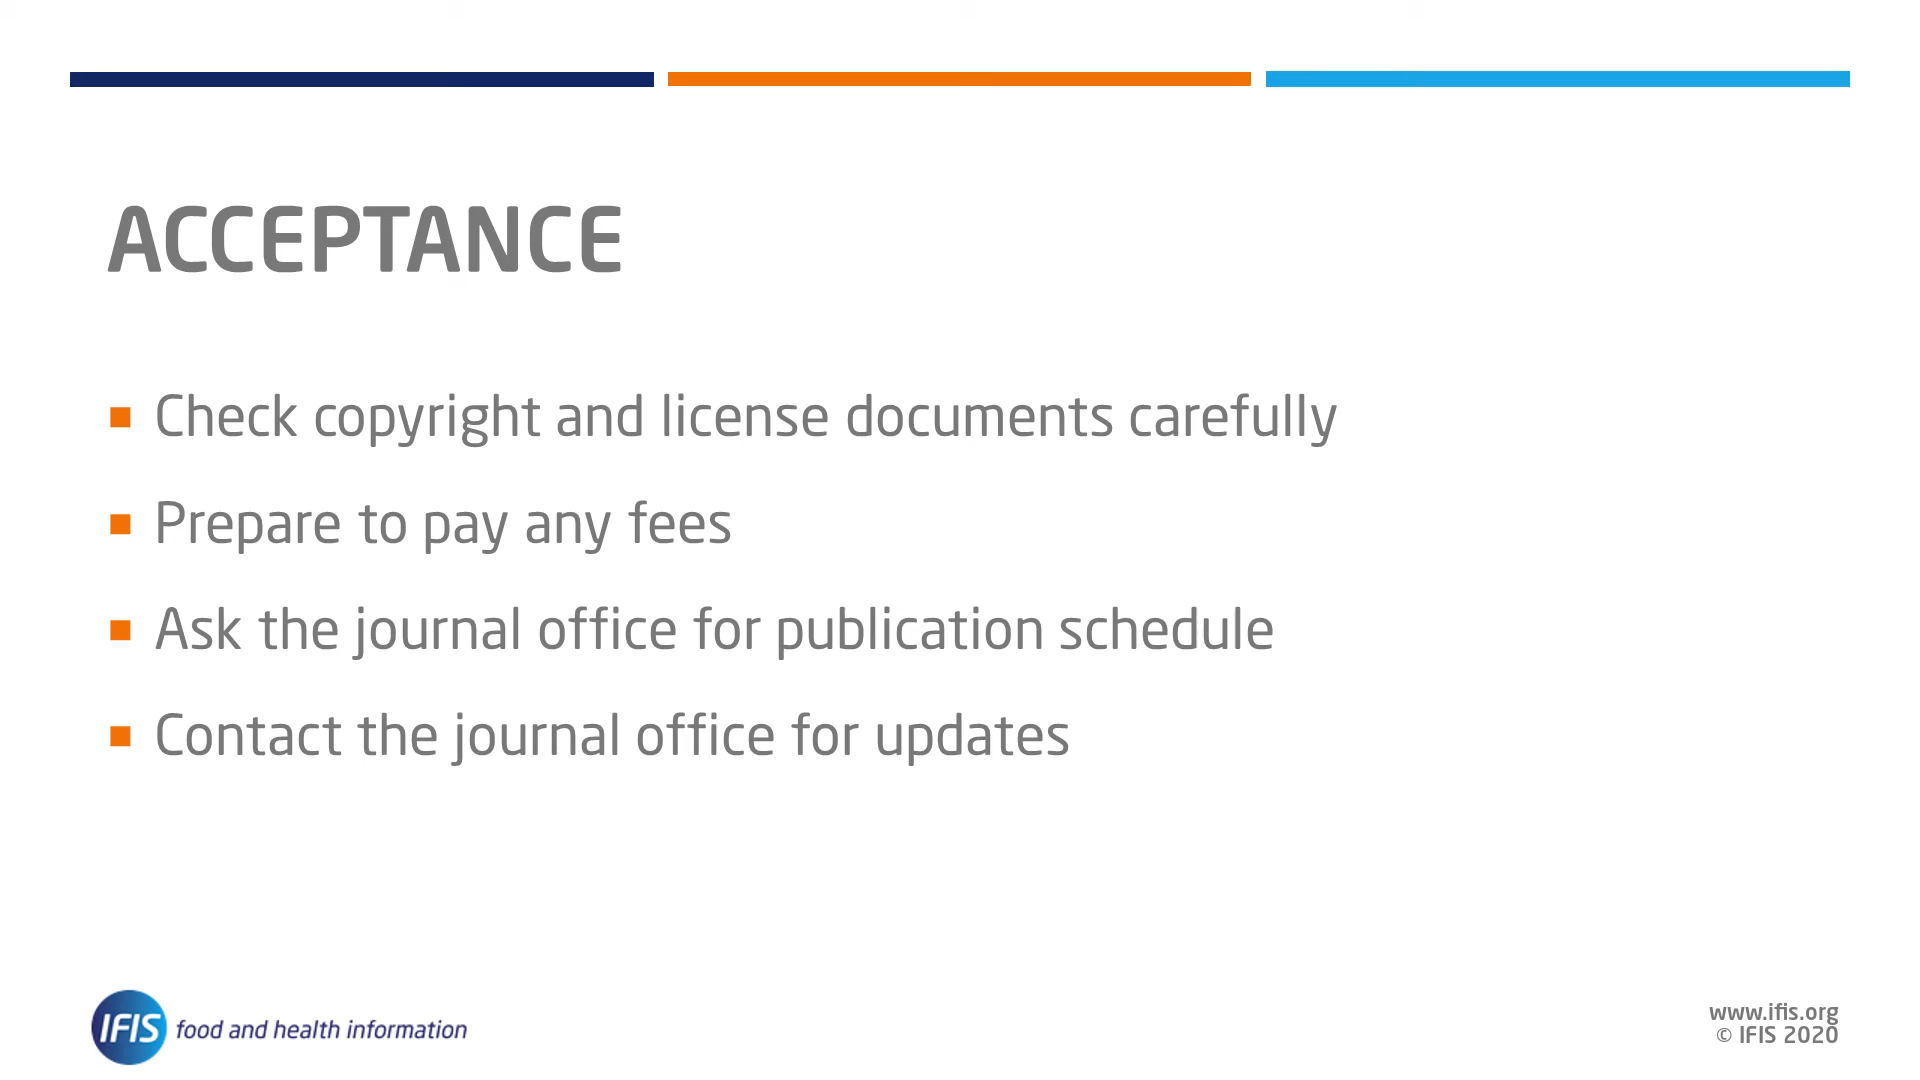 ACCEPTANCE
Check copyright and license documents carefully
Prepare to pay any fees
Ask the journal office for publication schedule
Contact the journal office for updates
IFIS food and health information
www.ifis.org
© IFIS 2020